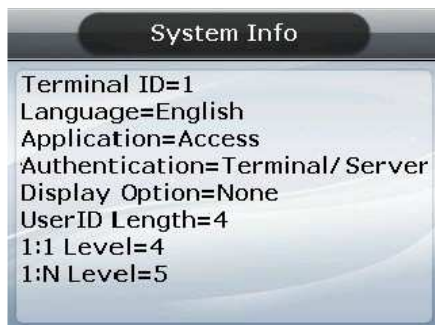 System Info
Terminal ID=1
Language=English
Application=Access
Authentication=Terminal/Server
Display Option=None
UserID Length=4
1:1 Level=4
1:N Level=5